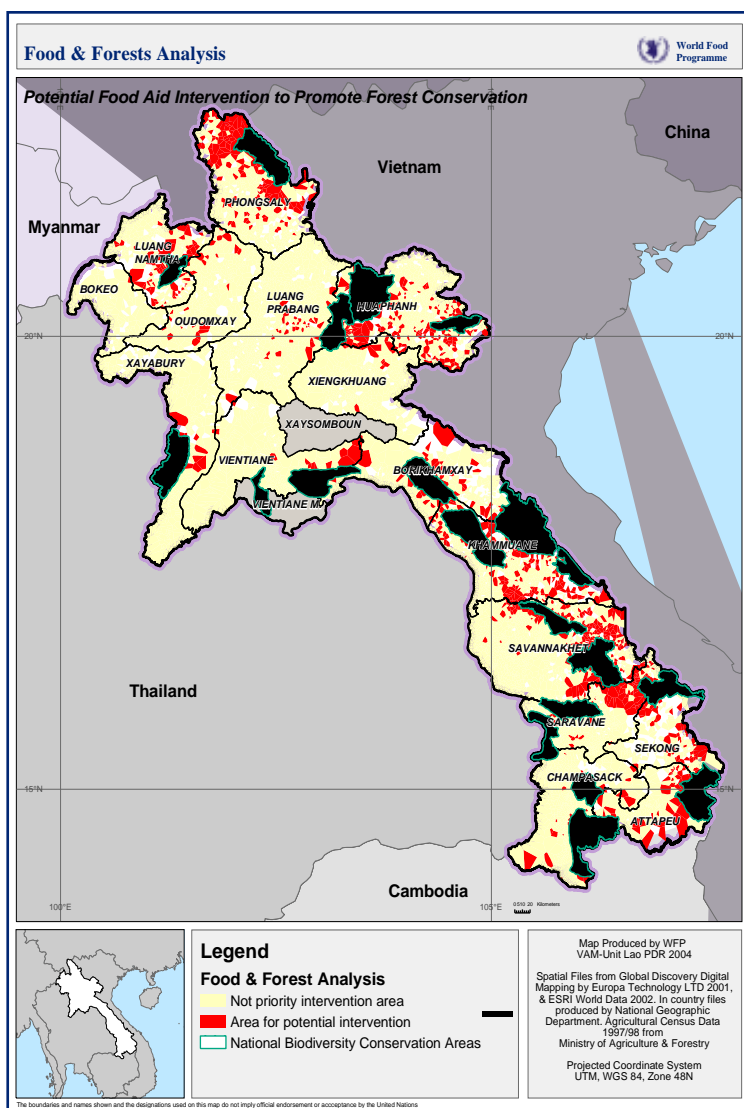 Food & Forests Analysis
World Food
Programme
Potential Food Aid Intervention to Promote Forest Conservation
China
Vietnam
Myanmar
PHONGSALY
LUANG
NAMTHA
BOKEO
LUANG
PRABANG
HUAPHANH
OUDOMXAY
20°N
20°N
XAYABURY
XIENGKHUANG
XAYSOMBOUN
VIENTIANE
BORIKHAMXAY
VIENTIANE M.
KHAMMUANE
SAVANNAKHET
Thailand
SARAVANE
SEKONG
CHAMPASACK
15°N
15°N
ATTAPEU
Cambodia
0 5 10 20 Kilometers
100°E
105°E
Legend
Food & Forest Analysis
Not priority intervention area
Area for potential intervention
National Biodiversity Conservation Areas
Map Produced by WFP
VAM-Unit Lao PDR 2004
Spatial Files from Global Discovery Digital
Mapping by Europa Technology LTD 2001,
& ESRI World Data 2002. In country files
produced by National Geographic
Department. Agricultural Census Data
1997/98 from
Ministry of Agriculture & Forestry
Projected Coordinate System
UTM, WGS 84, Zone 48N
The boundaries and names shown and the designations used on this map do not imply official endorsement or acccceptance by the United Nations